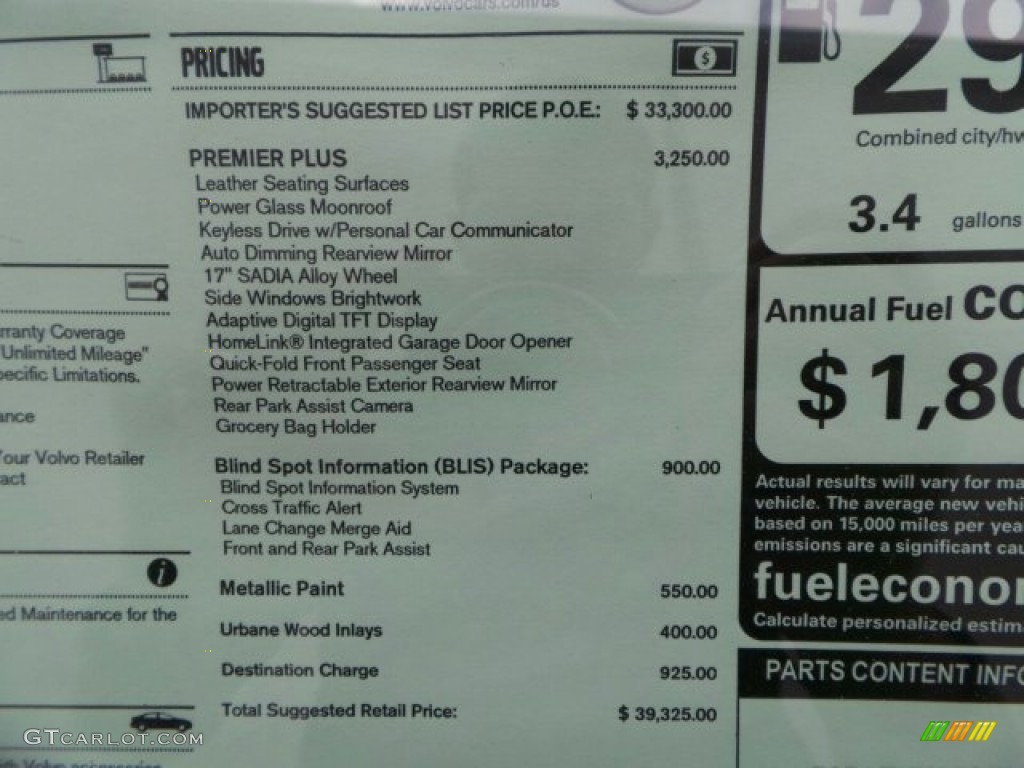 www.volvocars.com/us
PRICING
$
IMPORTER'S SUGGESTED LIST PRICE P.O.E.: $ 33,300.00
PREMIER PLUS 3,250.00
Leather Seating Surfaces
Power Glass Moonroof
Keyless Drive w/Personal Car Communicator
Auto Dimming Rearview Mirror
17" SADIA Alloy Wheel
Side Windows Brightwork
Adaptive Digital TFT Display
HomeLink® Integrated Garage Door Opener
Quick-Fold Front Passenger Seat
Power Retractable Exterior Rearview Mirror
Rear Park Assist Camera
Grocery Bag Holder
Blind Spot Information (BLIS) Package: 900.00
Blind Spot Information System
Cross Traffic Alert
Lane Change Merge Aid
Front and Rear Park Assist
Metallic Paint 550.00
Urbane Wood Inlays 400.00
Destination Charge 925.00
Total Suggested Retail Price: $ 39,325.00
rranty Coverage
"Unlimited Mileage"
pecific Limitations.
ance
Your Volvo Retailer
act
i
ed Maintenance for the
with Volvo accessories
29
Combined city/hw
3.4 gallons
Annual Fuel CO
$ 1,80
Actual results will vary for ma
vehicle. The average new vehi
based on 15,000 miles per yea
emissions are a significant cau
fueleconor
Calculate personalized estim
PARTS CONTENT INFO
GTCARLOT.COM